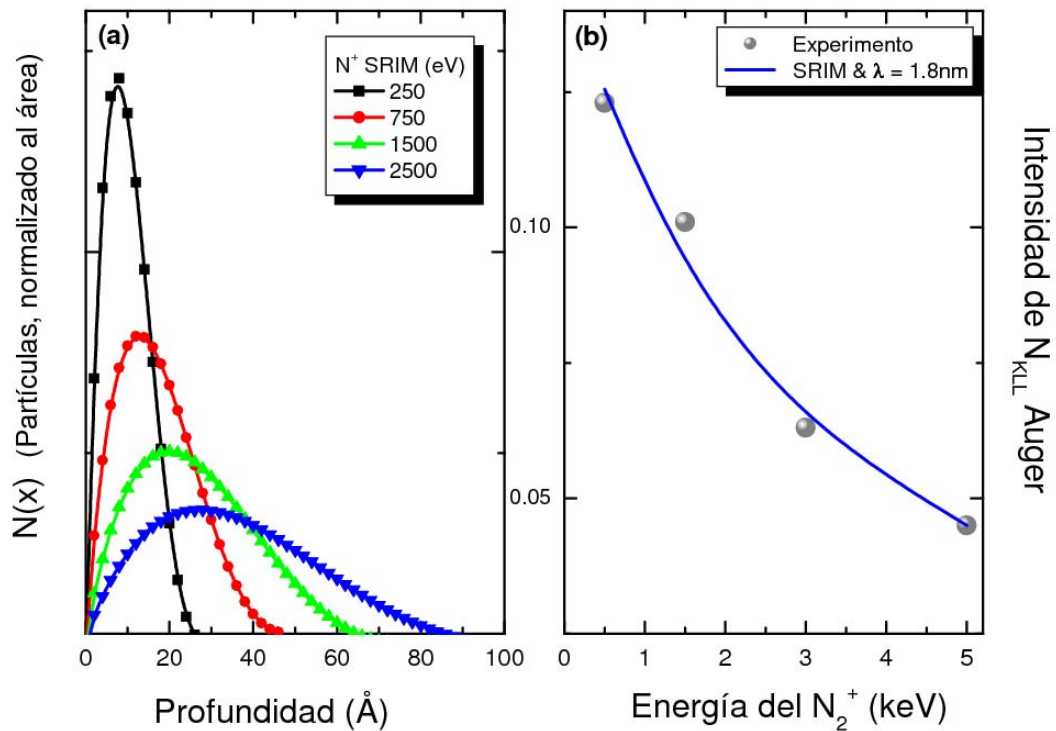 (a)
N⁺ SRIM (eV)
250
750
1500
2500
N(x) (Partículas, normalizado al área)
0 20 40 60 80 100
Profundidad (Å)
(b)
Experimento
SRIM & λ = 1.8nm
0.10
0.05
Intensidad de N_KLL Auger
0 1 2 3 4 5
Energía del N₂⁺ (keV)